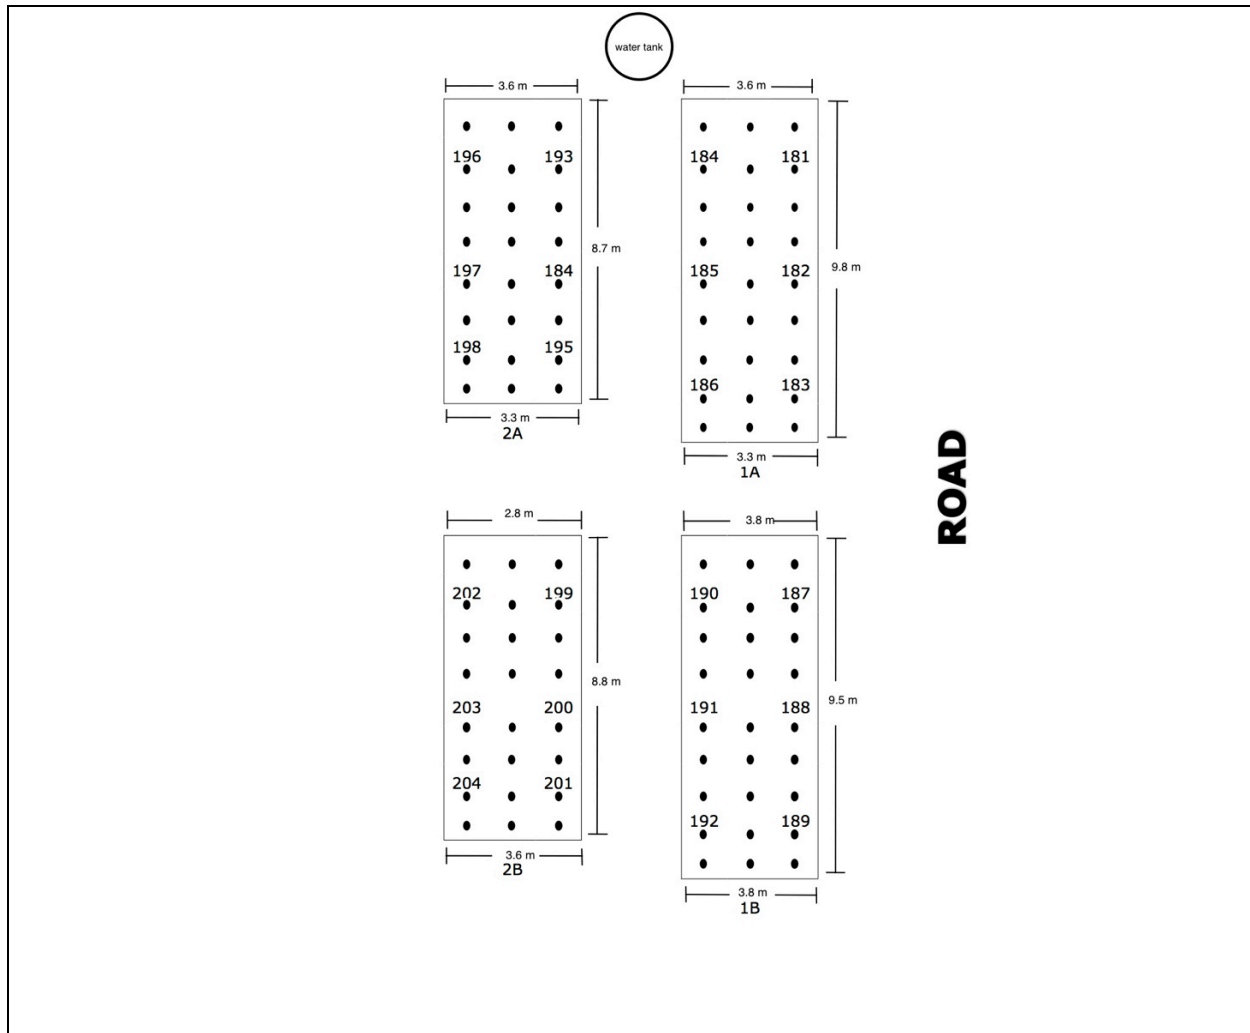 water tank
3.6 m
3.6 m
196 193
184 181
8.7 m
197 184
185 182
9.8 m
198 195
186 183
3.3 m
2A
3.3 m
1A
ROAD
2.8 m
3.8 m
202 199
190 187
8.8 m
203 200
191 188
9.5 m
204 201
192 189
3.6 m
2B
3.8 m
1B